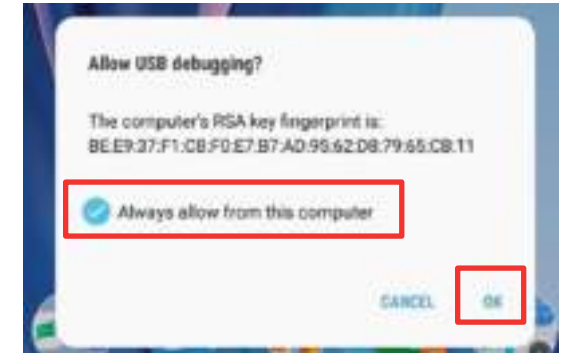 Allow USB debugging?
The computer's RSA key fingerprint is:
BE:E9:37:F1:CB:F0:E7:B7:AD:95:62:D8:79:65:CB:11
Always allow from this computer
CANCEL
OK